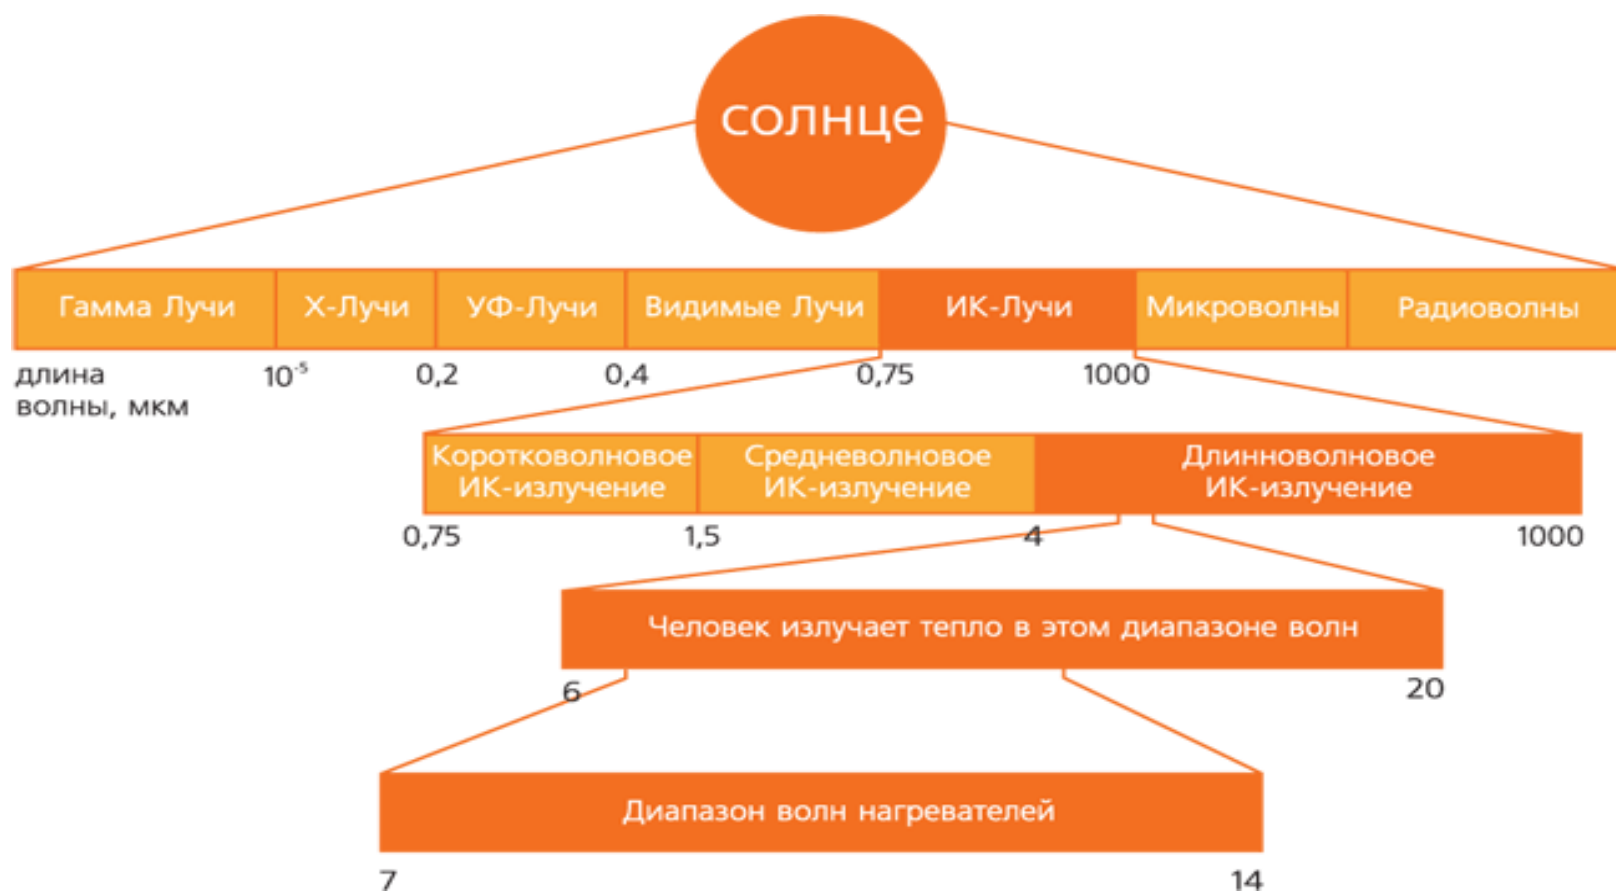 солнце
Гамма Лучи Х-Лучи УФ-Лучи Видимые Лучи ИК-Лучи Микроволны Радиоволны
длина 10⁻⁵ 0,2 0,4 0,75 1000
волны, мкм
Коротковолновое Средневолновое Длинноволновое
ИК-излучение ИК-излучение ИК-излучение
0,75 1,5 4 1000
Человек излучает тепло в этом диапазоне волн
6 20
Диапазон волн нагревателей
7 14